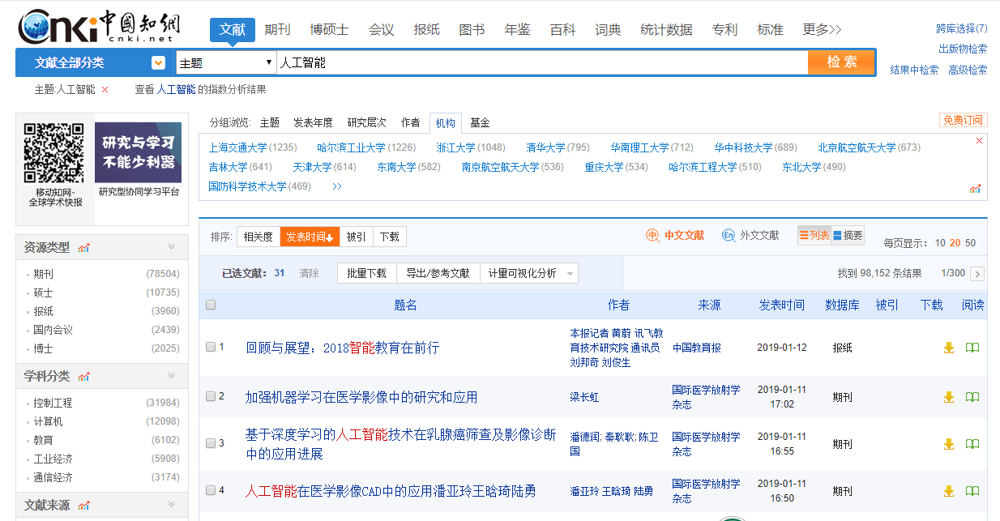 Cnki 中國知網
cnki.net
文献 期刊 博硕士 会议 报纸 图书 年鉴 百科 词典 统计数据 专利 标准 更多>>
跨库选择(7)
出版物检索
文献全部分类 主题 人工智能 检索
结果中检索 高级检索
主题:人工智能 ×
查看 人工智能 的指数分析结果
研究与学习
不能少利器
移动知网-
全球学术快报
研究型协同学习平台
分组浏览: 主题 发表年度 研究层次 作者 机构 基金
免费订阅
上海交通大学(1235) 哈尔滨工业大学(1226) 浙江大学(1048) 清华大学(795) 华南理工大学(712) 华中科技大学(689) 北京航空航天大学(673)
吉林大学(641) 天津大学(614) 东南大学(582) 南京航空航天大学(536) 重庆大学(534) 哈尔滨工程大学(510) 东北大学(490)
国防科学技术大学(469) >>
资源类型
期刊 (78504)
硕士 (10735)
报纸 (3960)
国内会议 (2439)
博士 (2025)
学科分类
控制工程 (31984)
计算机 (12098)
教育 (6102)
工业经济 (5908)
通信经济 (3174)
文献来源
排序: 相关度 发表时间↓ 被引 下载
中 中文文献 En 外文文献 列表 摘要 每页显示: 10 20 50
已选文献: 31 清除 批量下载 导出/参考文献 计量可视化分析
找到 98,152 条结果 1/300 >
题名 作者 来源 发表时间 数据库 被引 下载 阅读
1 回顾与展望：2018智能教育在前行
本报记者 黄蔚 讯飞教
育技术研究院 通讯员
刘邦奇 刘俊生
中国教育报 2019-01-12 报纸
2 加强机器学习在医学影像中的研究和应用 梁长虹
国际医学放射学
杂志
2019-01-11
17:02
期刊
3 基于深度学习的人工智能技术在乳腺癌筛查及影像诊断
中的应用进展
潘德润; 秦耿耿; 陈卫
国
国际医学放射学
杂志
2019-01-11
16:55
期刊
4 人工智能在医学影像CAD中的应用潘亚玲王晗琦陆勇 潘亚玲 王晗琦 陆勇
国际医学放射学
杂志
2019-01-11
16:50
期刊